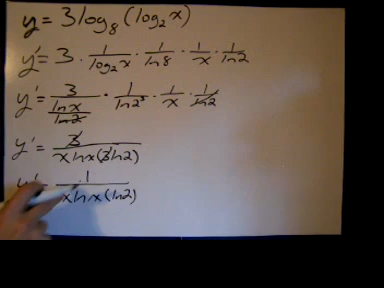 y = 3log₈(log₂x)
y' = 3 · 1/log₂x · 1/ln8 · 1/x · 1/ln2
y' = 3/(lnx/ln2) · 1/ln2³ · 1/x · 1/ln2
y' = 3/(x lnx(3ln2))
1/(x lnx(ln2))